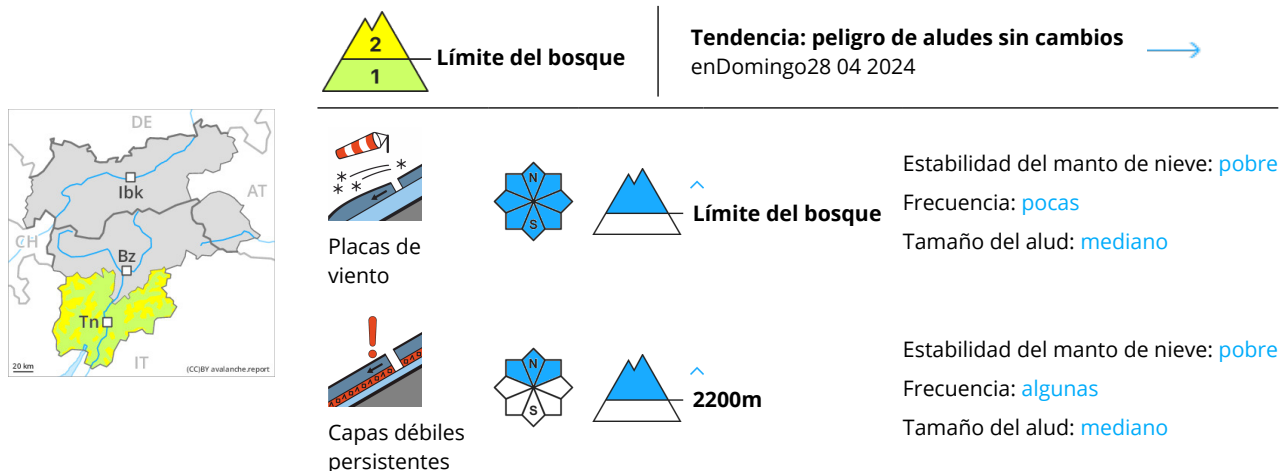 2
1
Límite del bosque
Tendencia: peligro de aludes sin cambios
enDomingo28 04 2024
DE
Ibk
AT
CH
Bz
Tn
IT
20 km
(CC)BY avalanche.report
Placas de
viento
N
S
Límite del bosque
Estabilidad del manto de nieve: pobre
Frecuencia: pocas
Tamaño del alud: mediano
Capas débiles
persistentes
N
S
2200m
Estabilidad del manto de nieve: pobre
Frecuencia: algunas
Tamaño del alud: mediano